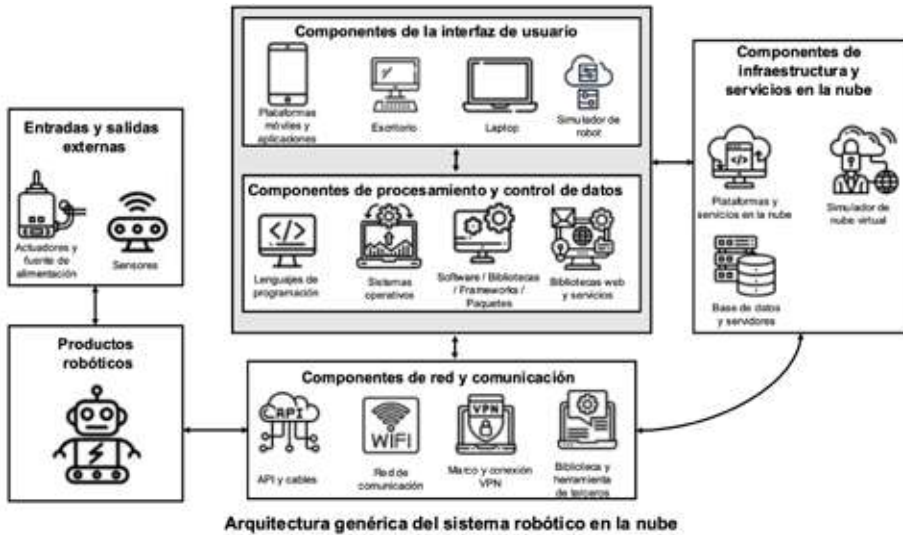 Componentes de la interfaz de usuario
Plataformas
móviles y
aplicaciones
Escritorio
Laptop
Simulador de
robot
Componentes de procesamiento y control de datos
Lenguajes de
programación
Sistemas
operativos
Software / Bibliotecas
/ Frameworks /
Paquetes
Bibliotecas web
y servicios
Entradas y salidas
externas
Actuadores y
fuente de
alimentación
Sensores
Productos
robóticos
Componentes de
infraestructura y
servicios en la nube
Plataformas y
servicios en la nube
Simulador de
nube virtual
Base de datos
y servidores
Componentes de red y comunicación
API
API y cables
WIFI
Red de
comunicación
VPN
Marco y conexión
VPN
Biblioteca y
herramienta
de terceros
Arquitectura genérica del sistema robótico en la nube